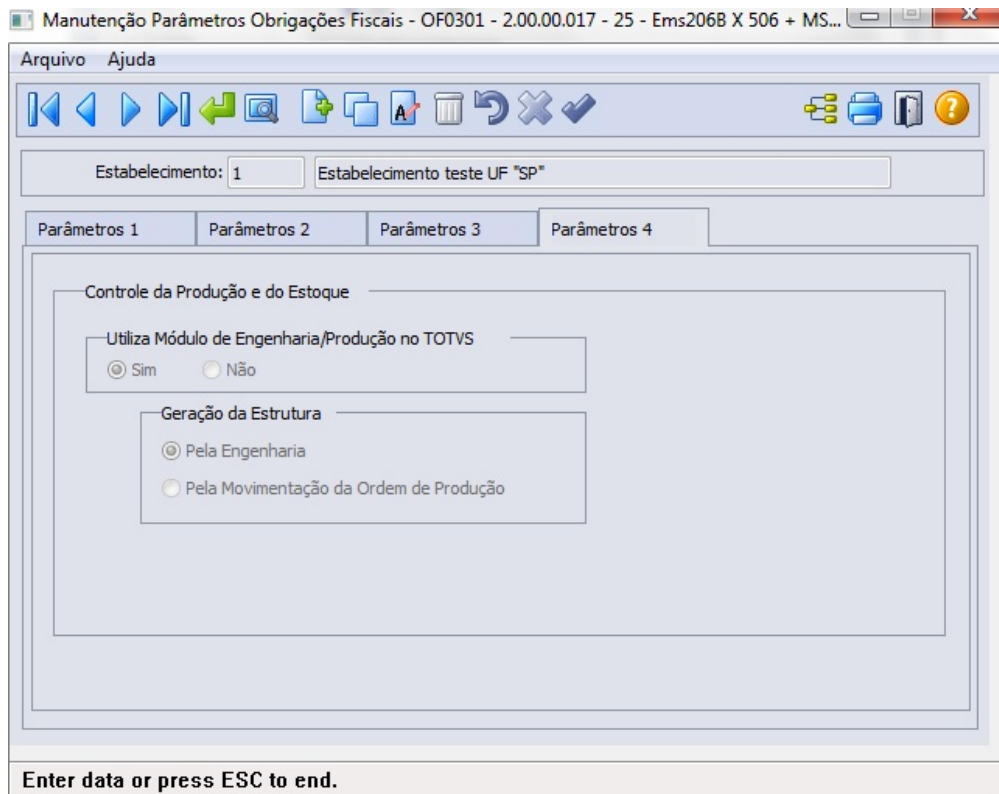 Manutenção Parâmetros Obrigações Fiscais - OF0301 - 2.00.00.017 - 25 - Ems206B X 506 + MS...
Arquivo Ajuda
Estabelecimento: 1 Estabelecimento teste UF "SP"
Parâmetros 1 Parâmetros 2 Parâmetros 3 Parâmetros 4
Controle da Produção e do Estoque
Utiliza Módulo de Engenharia/Produção no TOTVS
Sim Não
Geração da Estrutura
Pela Engenharia
Pela Movimentação da Ordem de Produção
Enter data or press ESC to end.